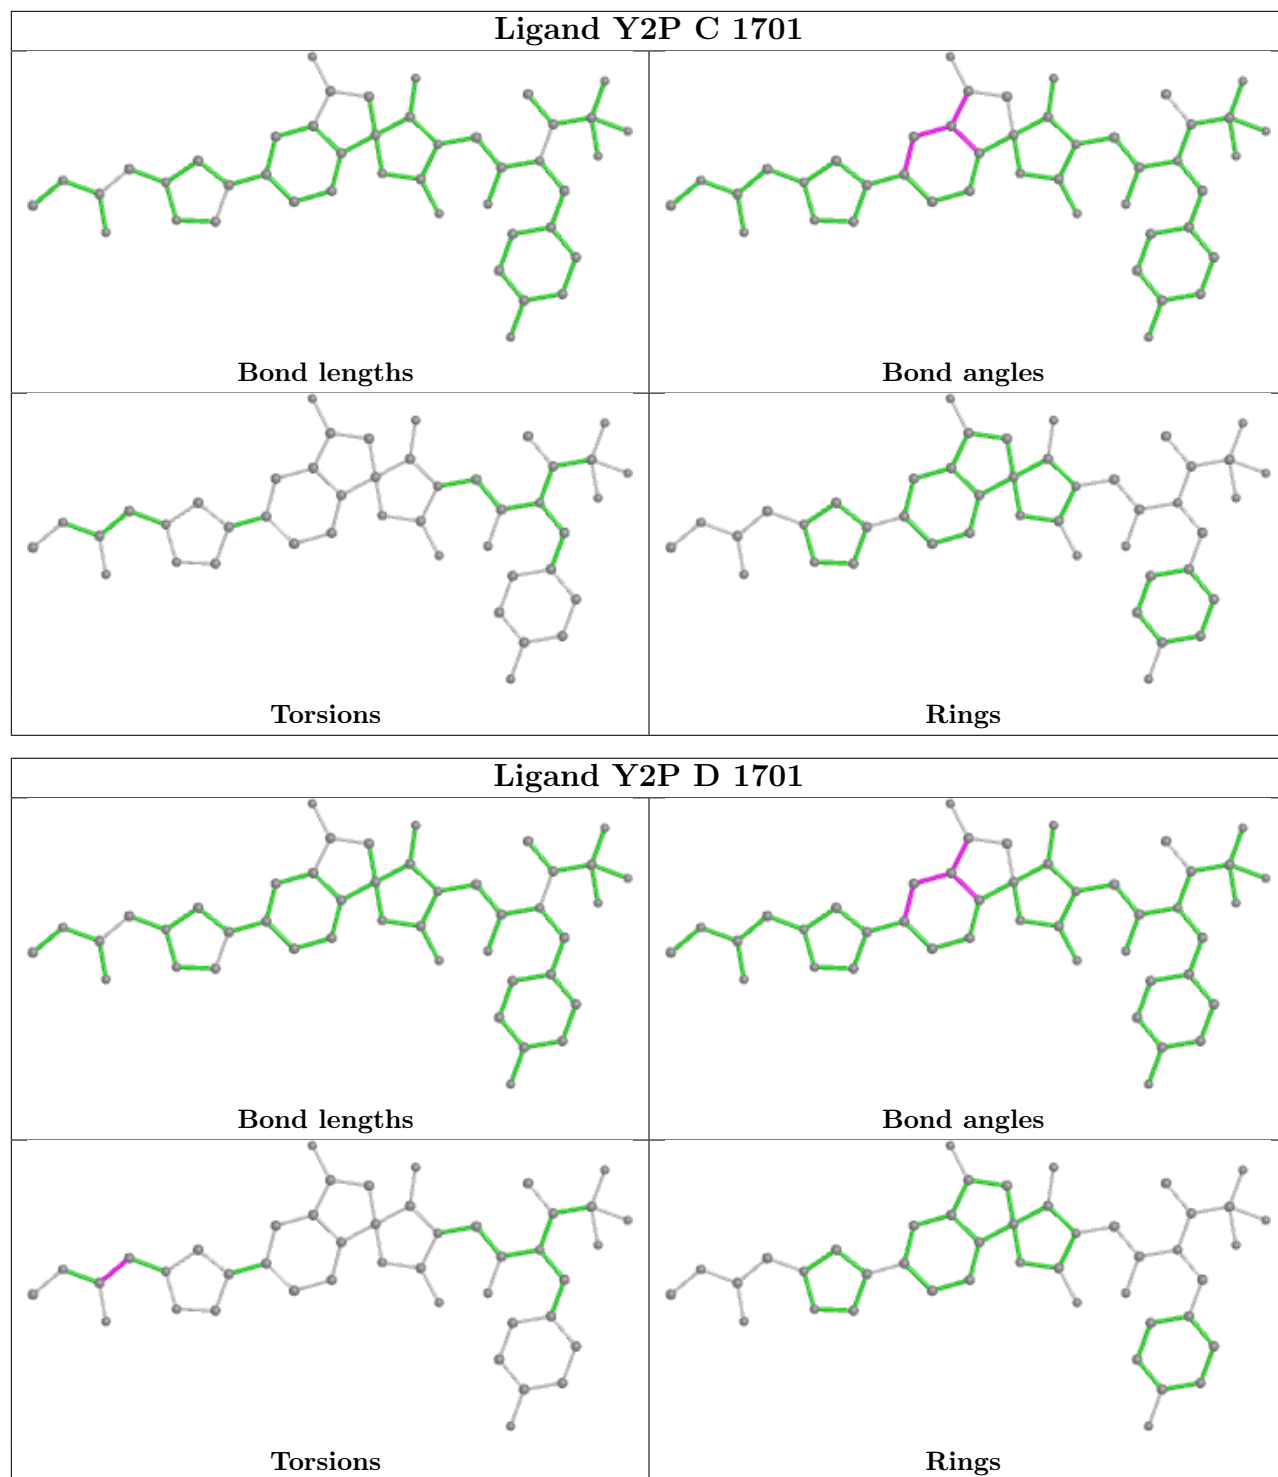 Ligand Y2P C 1701
Bond lengths
Bond angles
Torsions
Rings
Ligand Y2P D 1701
Bond lengths
Bond angles
Torsions
Rings